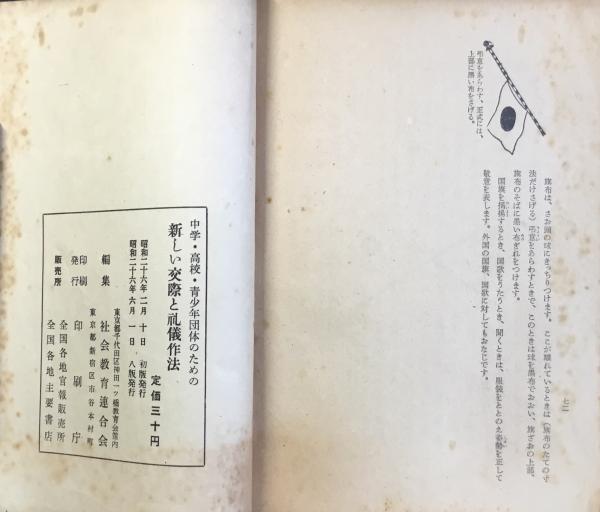 旗布は、さお頭の球にきっちりつけます。ここが離れているときは(旗布のたての寸
法だけさげる)弔意をあらわすときで、このときは球を黒布でおおい、旗ざおの上部、
旗布のそばに黒い布ぎれをつけます。
国旗を掲揚するとき、国歌をうたうとき、聞くときは、服装をととのえ姿勢を正して
敬意を表します。外国の国旗、国歌に対してもおなじです。
弔意をあらわす、正式には、
上部に黒い布をさげる。
七二
中学・高校・青少年団体のための
新しい交際と礼儀作法
定価三十円
昭和二十六年二月十日 初版発行
昭和二十六年六月一日 八版発行
東京都千代田区神田一ツ橋教育会館内
編集 社会教育連合会
東京都新宿区市谷本村町
印刷発行 印刷庁
販売所 全国各地官報販売所
全国各地主要書店